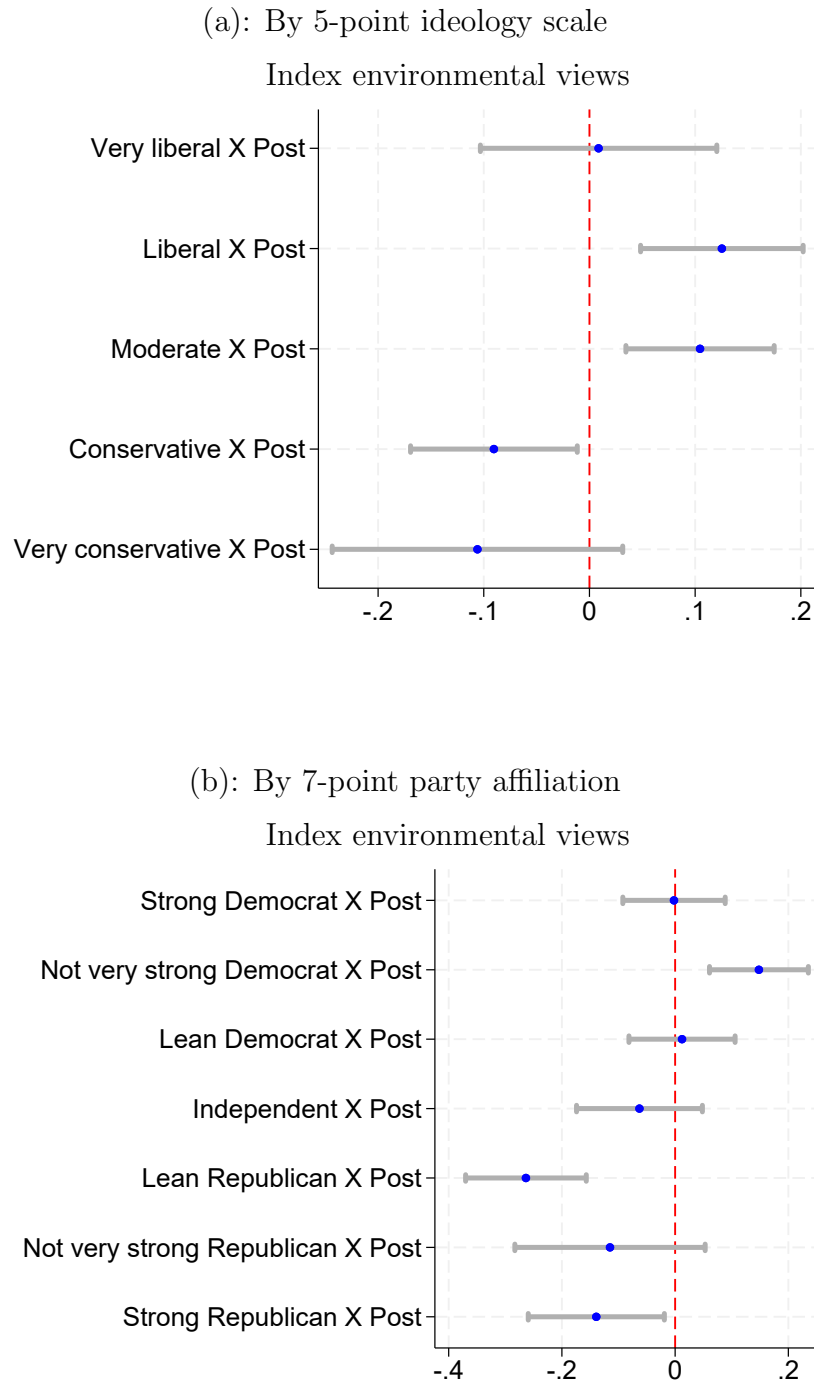 (a): By 5-point ideology scale
Index environmental views
Very liberal X Post
Liberal X Post
Moderate X Post
Conservative X Post
Very conservative X Post
-.2 -.1 0 .1 .2
(b): By 7-point party affiliation
Index environmental views
Strong Democrat X Post
Not very strong Democrat X Post
Lean Democrat X Post
Independent X Post
Lean Republican X Post
Not very strong Republican X Post
Strong Republican X Post
-.4 -.2 0 .2